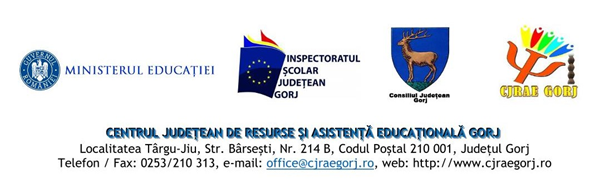 GUVERNUL ROMÂNIEI
MINISTERUL EDUCAȚIEI
INSPECTORATUL
ȘCOLAR
JUDEȚEAN
GORJ
Consiliul Județean
Gorj
CJRAE GORJ
CENTRUL JUDEȚEAN DE RESURSE ȘI ASISTENȚĂ EDUCAȚIONALĂ GORJ
Localitatea Târgu-Jiu, Str. Bârsești, Nr. 214 B, Codul Poștal 210 001, Județul Gorj
Telefon / Fax: 0253/210 313, e-mail: office@cjraegorj.ro, web: http://www.cjraegorj.ro